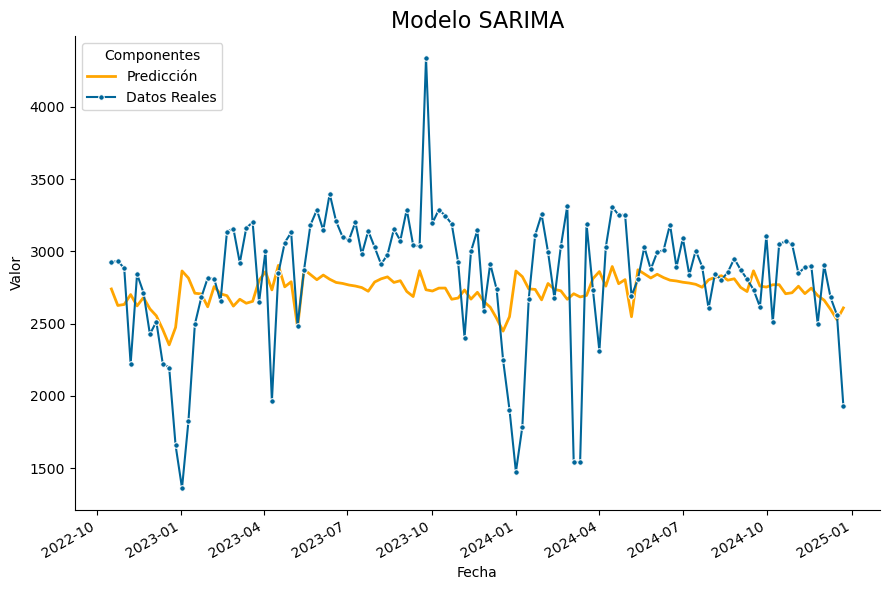 Modelo SARIMA
Componentes
Predicción
Datos Reales
4000
3500
3000
2500
2000
1500
Valor
2022-10
2023-01
2023-04
2023-07
2023-10
2024-01
2024-04
2024-07
2024-10
2025-01
Fecha